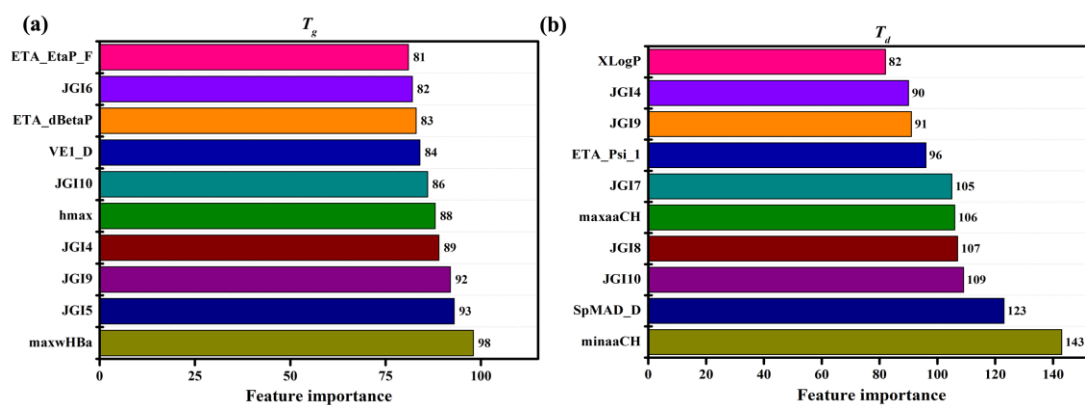 (a)
T_g
ETA_EtaP_F 81
JGI6 82
ETA_dBetaP 83
VE1_D 84
JGI10 86
hmax 88
JGI4 89
JGI9 92
JGI5 93
maxwHBa 98
0 25 50 75 100
Feature importance
(b)
T_d
XLogP 82
JGI4 90
JGI9 91
ETA_Psi_1 96
JGI7 105
maxaaCH 106
JGI8 107
JGI10 109
SpMAD_D 123
minaaCH 143
0 20 40 60 80 100 120 140
Feature importance